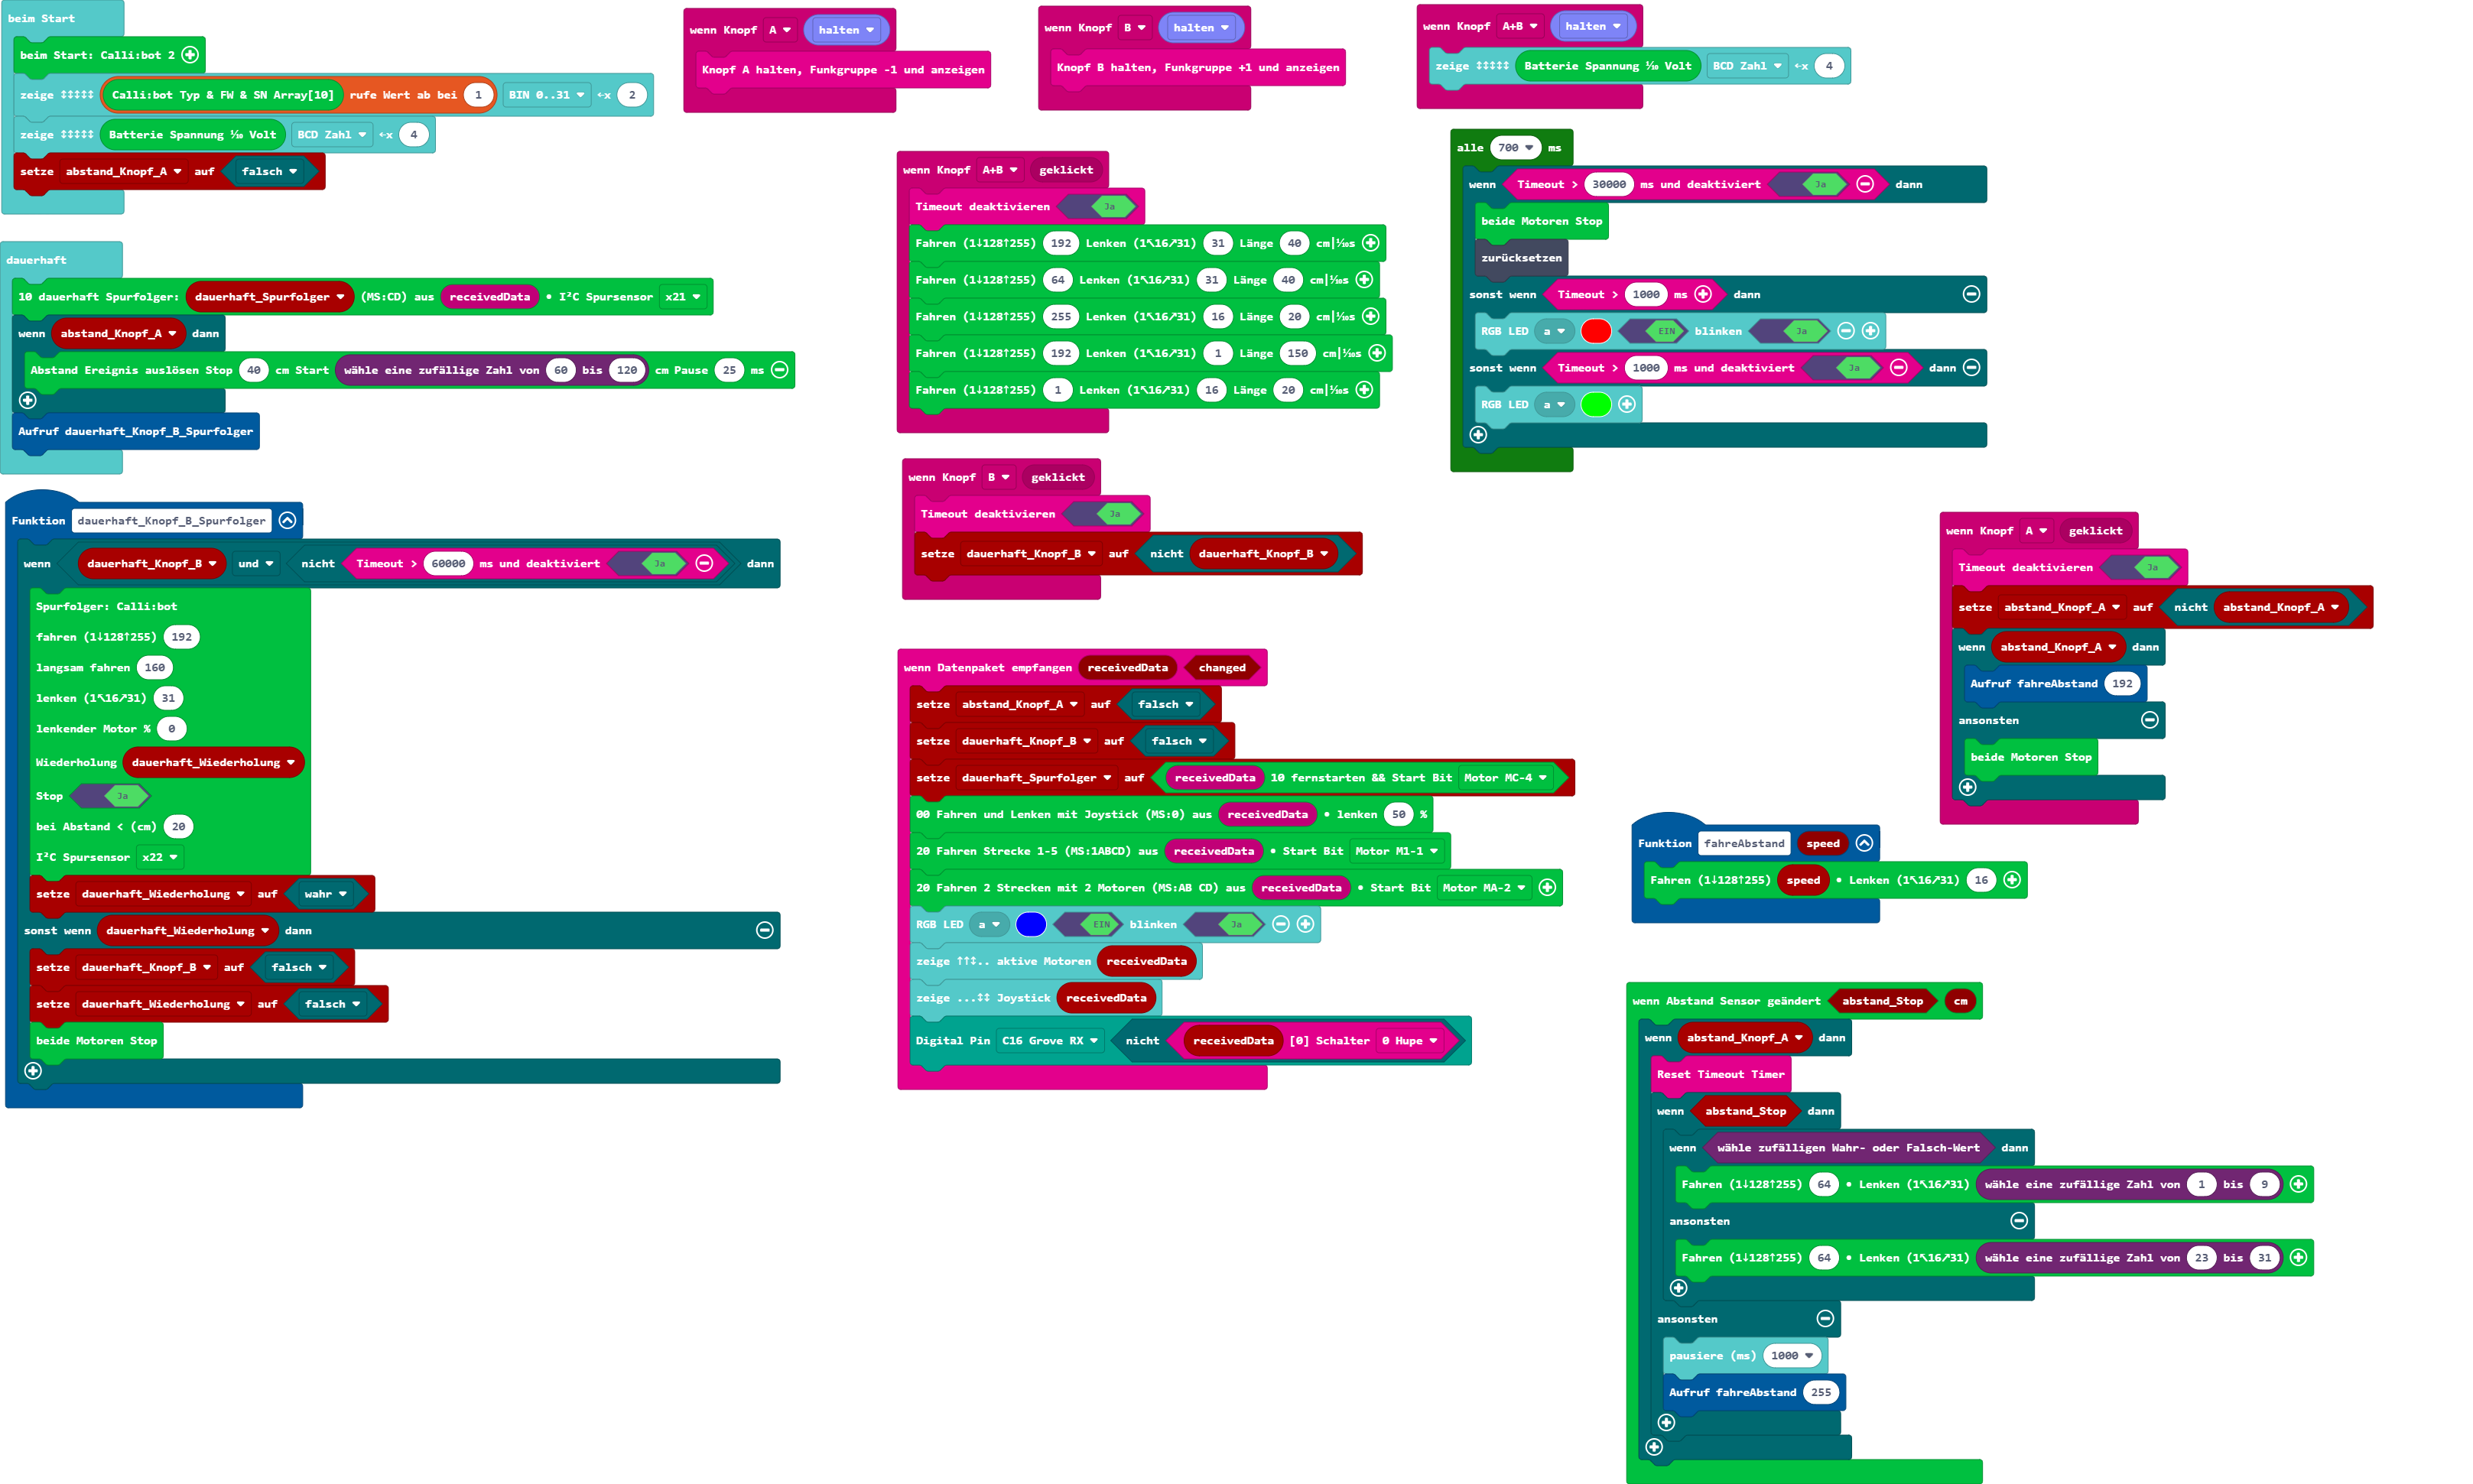 beim Start
beim Start: Calli:bot 2
zeige ↕↕↕↕↕ Calli:bot Typ & FW & SN Array[10] rufe Wert ab bei 1 BIN 0..31 ←x 2
zeige ↕↕↕↕↕ Batterie Spannung ⅒ Volt BCD Zahl ←x 4
setze abstand_Knopf_A auf falsch
wenn Knopf A halten
Knopf A halten, Funkgruppe -1 und anzeigen
wenn Knopf B halten
Knopf B halten, Funkgruppe +1 und anzeigen
wenn Knopf A+B halten
zeige ↕↕↕↕↕ Batterie Spannung ⅒ Volt BCD Zahl ←x 4
dauerhaft
10 dauerhaft Spurfolger: dauerhaft_Spurfolger (MS:CD) aus receivedData • I²C Spursensor x21
wenn abstand_Knopf_A dann
Abstand Ereignis auslösen Stop 40 cm Start wähle eine zufällige Zahl von 60 bis 120 cm Pause 25 ms
Aufruf dauerhaft_Knopf_B_Spurfolger
wenn Knopf A+B geklickt
Timeout deaktivieren Ja
Fahren (1↓128↑255) 192 Lenken (1↖16↗31) 31 Länge 40 cm|⅒s
Fahren (1↓128↑255) 64 Lenken (1↖16↗31) 31 Länge 40 cm|⅒s
Fahren (1↓128↑255) 255 Lenken (1↖16↗31) 16 Länge 20 cm|⅒s
Fahren (1↓128↑255) 192 Lenken (1↖16↗31) 1 Länge 150 cm|⅒s
Fahren (1↓128↑255) 1 Lenken (1↖16↗31) 16 Länge 20 cm|⅒s
alle 700 ms
wenn Timeout > 30000 ms und deaktiviert Ja dann
beide Motoren Stop
zurücksetzen
sonst wenn Timeout > 1000 ms dann
RGB LED a EIN blinken Ja
sonst wenn Timeout > 1000 ms und deaktiviert Ja dann
RGB LED a
wenn Knopf B geklickt
Timeout deaktivieren Ja
setze dauerhaft_Knopf_B auf nicht dauerhaft_Knopf_B
Funktion dauerhaft_Knopf_B_Spurfolger
wenn dauerhaft_Knopf_B und nicht Timeout > 60000 ms und deaktiviert Ja dann
Spurfolger: Calli:bot
fahren (1↓128↑255) 192
langsam fahren 160
lenken (1↖16↗31) 31
lenkender Motor % 0
Wiederholung dauerhaft_Wiederholung
Stop Ja
bei Abstand < (cm) 20
I²C Spursensor x22
setze dauerhaft_Wiederholung auf wahr
sonst wenn dauerhaft_Wiederholung dann
setze dauerhaft_Knopf_B auf falsch
setze dauerhaft_Wiederholung auf falsch
beide Motoren Stop
wenn Datenpaket empfangen receivedData changed
setze abstand_Knopf_A auf falsch
setze dauerhaft_Knopf_B auf falsch
setze dauerhaft_Spurfolger auf receivedData 10 fernstarten && Start Bit Motor MC-4
00 Fahren und Lenken mit Joystick (MS:0) aus receivedData • lenken 50 %
20 Fahren Strecke 1-5 (MS:1ABCD) aus receivedData • Start Bit Motor M1-1
20 Fahren 2 Strecken mit 2 Motoren (MS:AB CD) aus receivedData • Start Bit Motor MA-2
RGB LED a EIN blinken Ja
zeige ↑↑↕.. aktive Motoren receivedData
zeige ...↕↕ Joystick receivedData
Digital Pin C16 Grove RX nicht receivedData [0] Schalter 0 Hupe
wenn Knopf A geklickt
Timeout deaktivieren Ja
setze abstand_Knopf_A auf nicht abstand_Knopf_A
wenn abstand_Knopf_A dann
Aufruf fahreAbstand 192
ansonsten
beide Motoren Stop
Funktion fahreAbstand speed
Fahren (1↓128↑255) speed • Lenken (1↖16↗31) 16
wenn Abstand Sensor geändert abstand_Stop cm
wenn abstand_Knopf_A dann
Reset Timeout Timer
wenn abstand_Stop dann
wenn wähle zufälligen Wahr- oder Falsch-Wert dann
Fahren (1↓128↑255) 64 • Lenken (1↖16↗31) wähle eine zufällige Zahl von 1 bis 9
ansonsten
Fahren (1↓128↑255) 64 • Lenken (1↖16↗31) wähle eine zufällige Zahl von 23 bis 31
ansonsten
pausiere (ms) 1000
Aufruf fahreAbstand 255